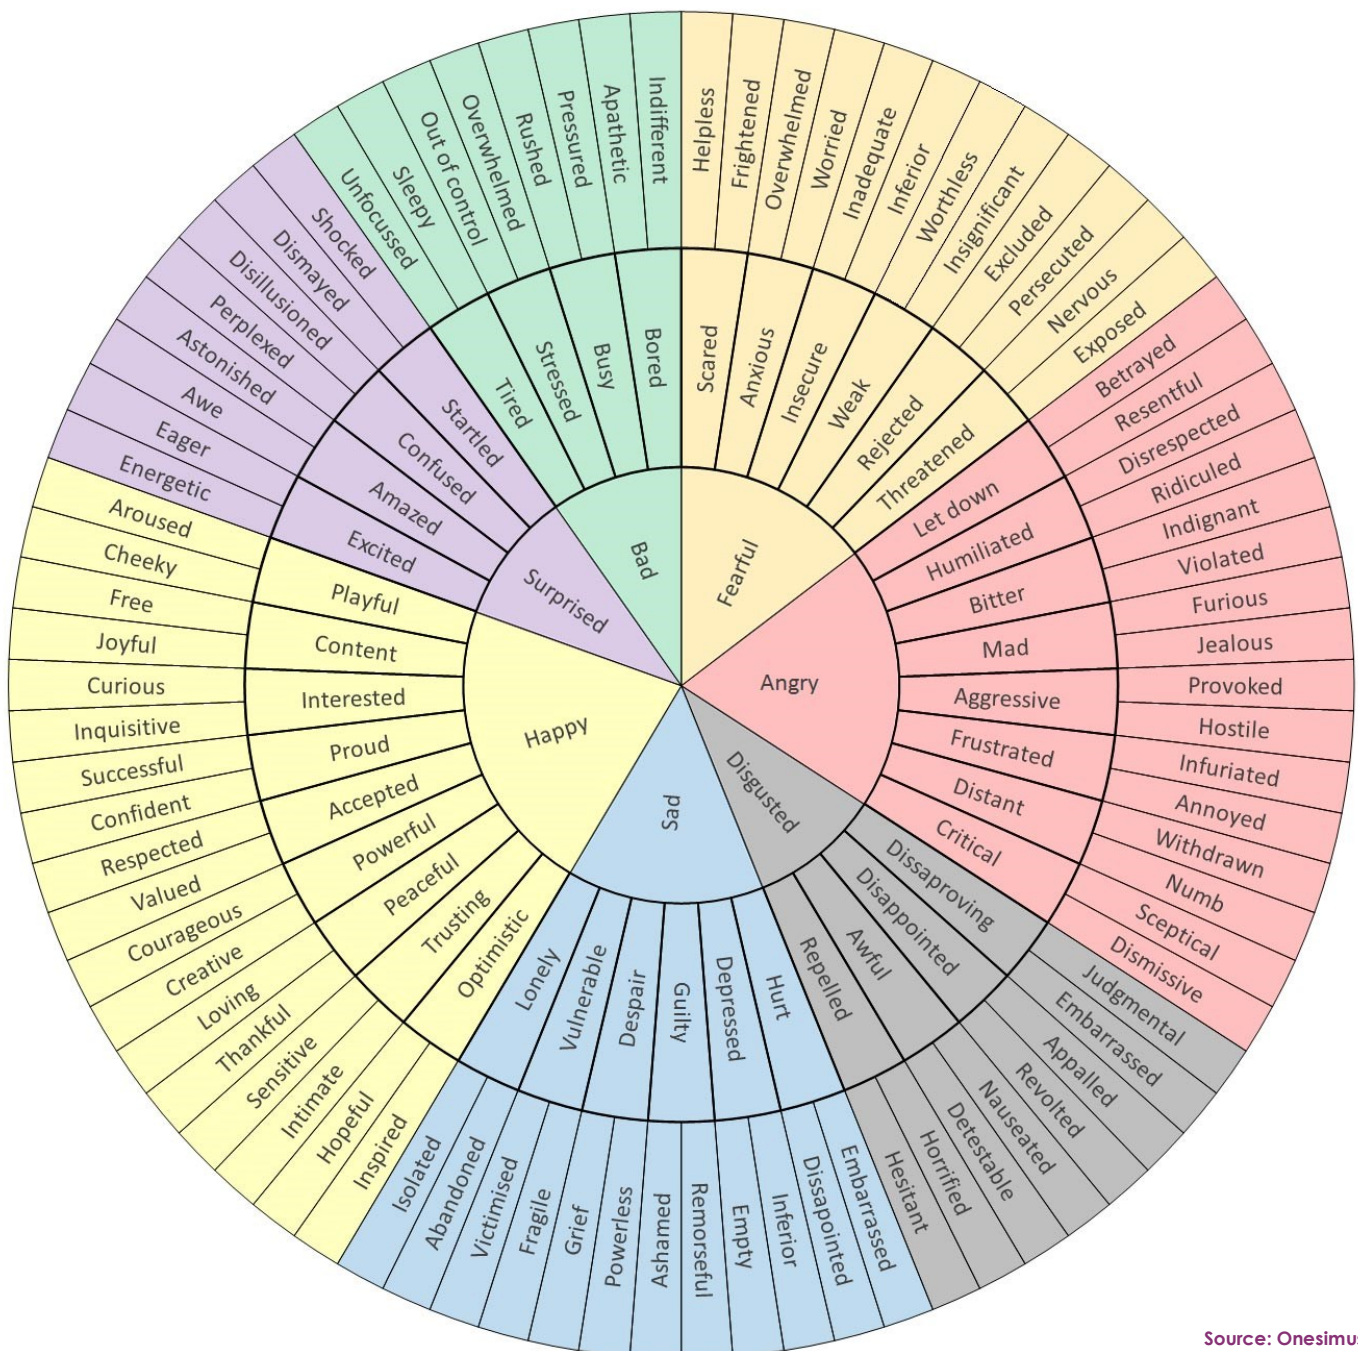 Fearful
Angry
Disgusted
Sad
Happy
Surprised
Bad
Scared
Anxious
Insecure
Weak
Rejected
Threatened
Let down
Humiliated
Bitter
Mad
Aggressive
Frustrated
Distant
Critical
Dissaproving
Disappointed
Awful
Repelled
Hurt
Depressed
Guilty
Despair
Vulnerable
Lonely
Optimistic
Trusting
Peaceful
Powerful
Accepted
Proud
Interested
Content
Playful
Excited
Amazed
Confused
Startled
Tired
Stressed
Busy
Bored
Helpless
Frightened
Overwhelmed
Worried
Inadequate
Inferior
Worthless
Insignificant
Excluded
Persecuted
Nervous
Exposed
Betrayed
Resentful
Disrespected
Ridiculed
Indignant
Violated
Furious
Jealous
Provoked
Hostile
Infuriated
Annoyed
Withdrawn
Numb
Sceptical
Dismissive
Judgmental
Embarrassed
Appalled
Revolted
Nauseated
Detestable
Horrified
Hesitant
Embarrassed
Dissapointed
Inferior
Empty
Remorseful
Ashamed
Powerless
Grief
Fragile
Victimised
Abandoned
Isolated
Inspired
Hopeful
Intimate
Sensitive
Thankful
Loving
Creative
Courageous
Valued
Respected
Confident
Successful
Inquisitive
Curious
Joyful
Free
Cheeky
Aroused
Energetic
Eager
Awe
Astonished
Perplexed
Disillusioned
Dismayed
Shocked
Unfocussed
Sleepy
Out of control
Overwhelmed
Rushed
Pressured
Apathetic
Indifferent
Source: Onesimus